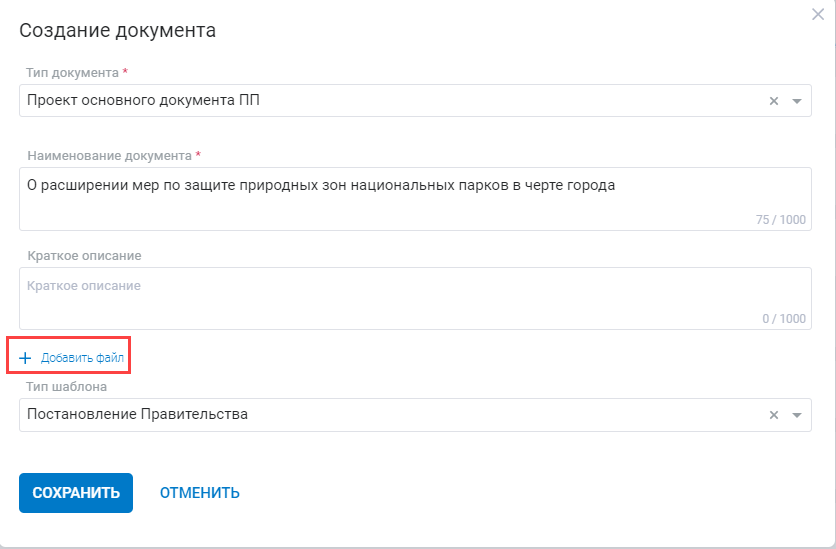 Создание документа
Тип документа *
Проект основного документа ПП
Наименование документа *
О расширении мер по защите природных зон национальных парков в черте города
75 / 1000
Краткое описание
Краткое описание
0 / 1000
Добавить файл
Тип шаблона
Постановление Правительства
СОХРАНИТЬ ОТМЕНИТЬ